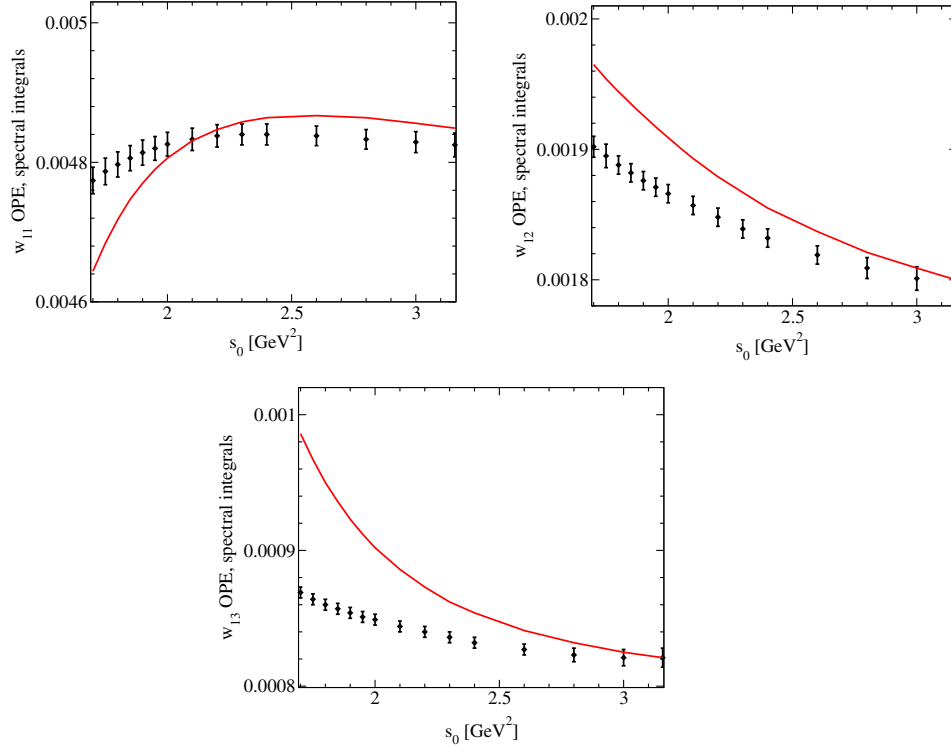 0.005
0.0048
0.0046
w11 OPE, spectral integrals
2 2.5 3
s0 [GeV2]
0.002
0.0019
0.0018
w12 OPE, spectral integrals
2 2.5 3
s0 [GeV2]
0.001
0.0009
0.0008
w13 OPE, spectral integrals
2 2.5 3
s0 [GeV2]